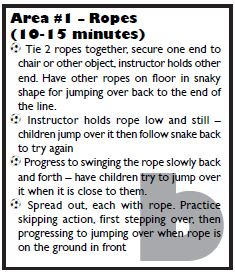 Area #1 – Ropes
(10-15 minutes)
Tie 2 ropes together, secure one end to
chair or other object, instructor holds other
end. Have other ropes on floor in snaky
shape for jumping over back to the end of
the line.
Instructor holds rope low and still –
children jump over it then follow snake back
to try again
Progress to swinging the rope slowly back
and forth – have children try to jump over
it when it is close to them.
Spread out, each with rope. Practice
skipping action, first stepping over, then
progressing to jumping over when rope is
on the ground in front
b